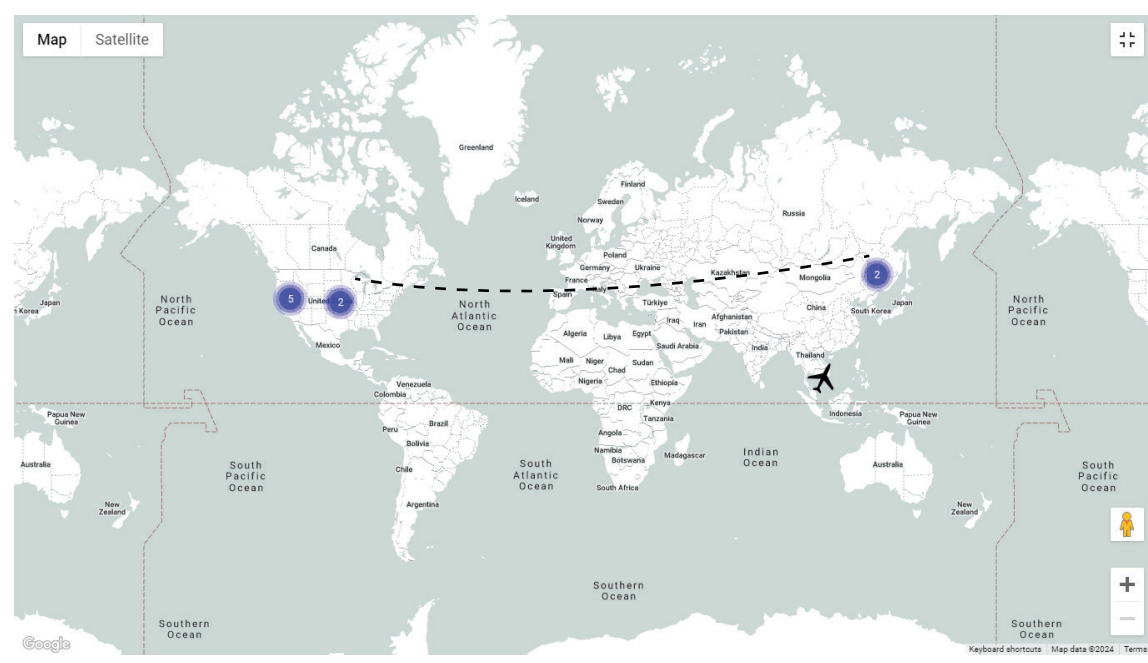 Map
Satellite
Greenland
Iceland
Finland
Sweden
Norway
Russia
United
Kingdom
Canada
Poland
Germany
Ukraine
Kazakhstan
Mongolia
France
Italy
Spain
5
United
2
2
Japan
n Korea
North
Pacific
Ocean
North
Atlantic
Ocean
Türkiye
China
South Korea
Japan
North
Pacific
Ocean
Mexico
Algeria
Libya
Egypt
Iraq
Iran
Afghanistan
Pakistan
Saudi Arabia
India
Thailand
Mali
Niger
Chad
Sudan
Nigeria
Ethiopia
Venezuela
Colombia
DRC
Kenya
Tanzania
Indonesia
Papua New
Guinea
Papua New
Guinea
Brazil
Peru
Bolivia
Angola
Namibia
Botswana
Madagascar
Indian
Ocean
Australia
South
Pacific
Ocean
Chile
South
Atlantic
Ocean
South Africa
Australia
South
Pacific
Ocean
Argentina
New
Zealand
New
Zealand
Southern
Ocean
Southern
Ocean
Southern
Ocean
Google
Keyboard shortcuts
Map data ©2024
Terms